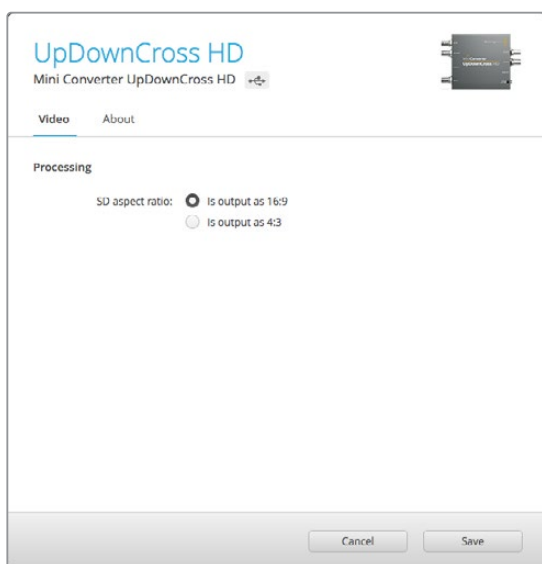 UpDownCross HD
Mini Converter UpDownCross HD
Video About
Processing
SD aspect ratio: Is output as 16:9
Is output as 4:3
Cancel Save